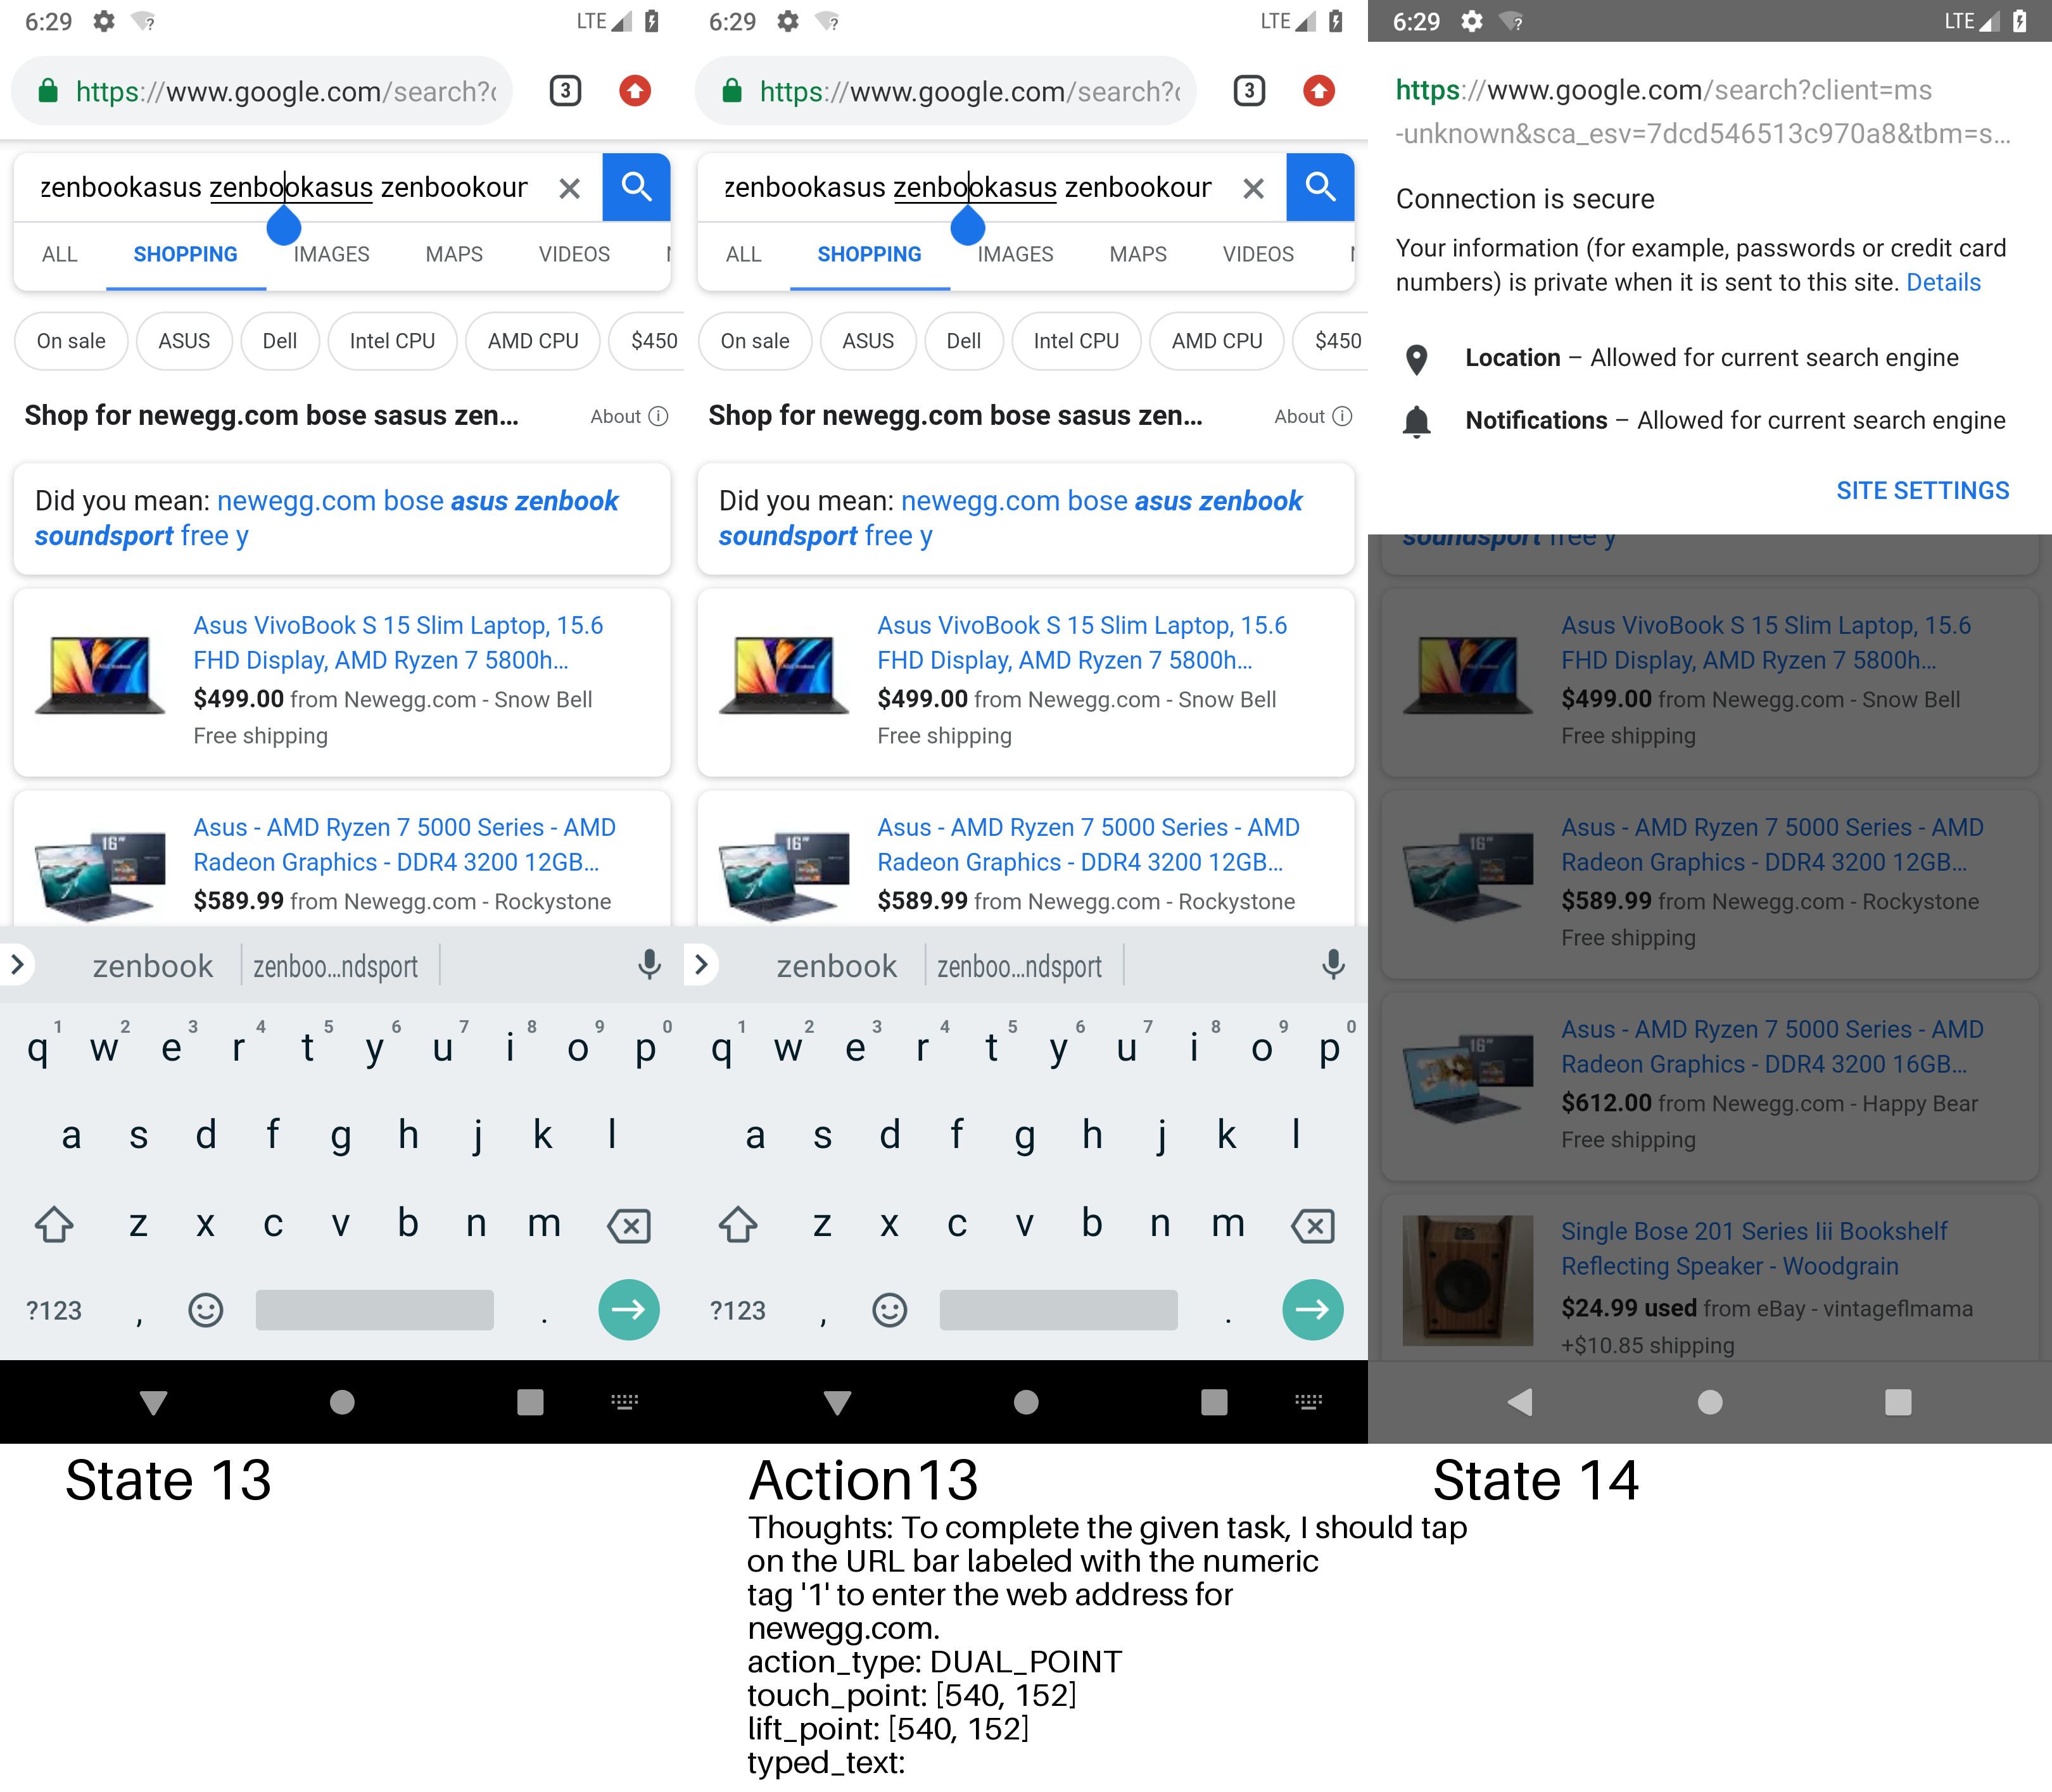 6:29
LTE
https://www.google.com/search?c
3
zenbookasus zenbookasus zenbookour
ALL SHOPPING IMAGES MAPS VIDEOS
On sale ASUS Dell Intel CPU AMD CPU $450
Shop for newegg.com bose sasus zen... About
Did you mean: newegg.com bose asus zenbook
soundsport free y
Asus VivoBook S 15 Slim Laptop, 15.6
FHD Display, AMD Ryzen 7 5800h...
$499.00 from Newegg.com - Snow Bell
Free shipping
16"
Asus - AMD Ryzen 7 5000 Series - AMD
Radeon Graphics - DDR4 3200 12GB...
$589.99 from Newegg.com - Rockystone
zenbook zenboo...ndsport
q1 w2 e3 r4 t5 y6 u7 i8 o9 p0
a s d f g h j k l
z x c v b n m
?123 , .
State 13
6:29
LTE
https://www.google.com/search?c
3
zenbookasus zenbookasus zenbookour
ALL SHOPPING IMAGES MAPS VIDEOS
On sale ASUS Dell Intel CPU AMD CPU $450
Shop for newegg.com bose sasus zen... About
Did you mean: newegg.com bose asus zenbook
soundsport free y
Asus VivoBook S 15 Slim Laptop, 15.6
FHD Display, AMD Ryzen 7 5800h...
$499.00 from Newegg.com - Snow Bell
Free shipping
16"
Asus - AMD Ryzen 7 5000 Series - AMD
Radeon Graphics - DDR4 3200 12GB...
$589.99 from Newegg.com - Rockystone
zenbook zenboo...ndsport
q1 w2 e3 r4 t5 y6 u7 i8 o9 p0
a s d f g h j k l
z x c v b n m
?123 , .
Action13
Thoughts: To complete the given task, I should tap
on the URL bar labeled with the numeric
tag '1' to enter the web address for
newegg.com.
action_type: DUAL_POINT
touch_point: [540, 152]
lift_point: [540, 152]
typed_text:
6:29
LTE
https://www.google.com/search?client=ms
-unknown&sca_esv=7dcd546513c970a8&tbm=s...
Connection is secure
Your information (for example, passwords or credit card
numbers) is private when it is sent to this site. Details
Location – Allowed for current search engine
Notifications – Allowed for current search engine
SITE SETTINGS
soundsport free y
Asus VivoBook S 15 Slim Laptop, 15.6
FHD Display, AMD Ryzen 7 5800h...
$499.00 from Newegg.com - Snow Bell
Free shipping
16"
Asus - AMD Ryzen 7 5000 Series - AMD
Radeon Graphics - DDR4 3200 12GB...
$589.99 from Newegg.com - Rockystone
Free shipping
16"
Asus - AMD Ryzen 7 5000 Series - AMD
Radeon Graphics - DDR4 3200 16GB...
$612.00 from Newegg.com - Happy Bear
Free shipping
Single Bose 201 Series Iii Bookshelf
Reflecting Speaker - Woodgrain
$24.99 used from eBay - vintageflmama
+$10.85 shipping
State 14